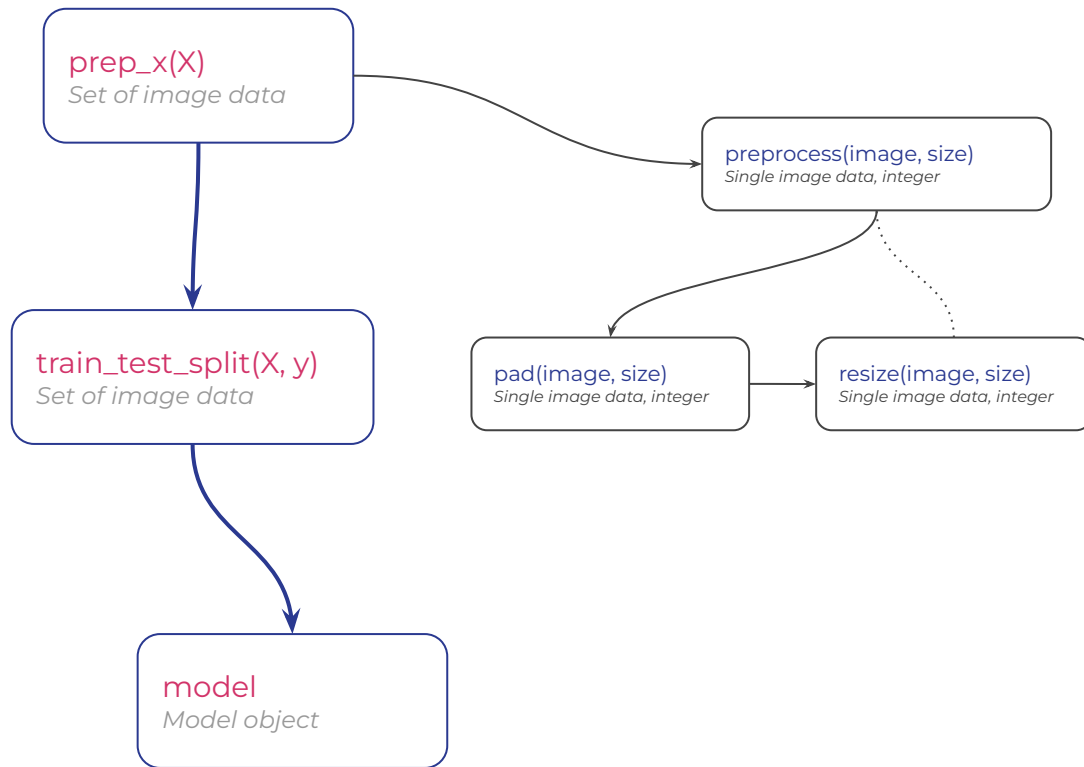 prep_x(X)
Set of image data
preprocess(image, size)
Single image data, integer
train_test_split(X, y)
Set of image data
pad(image, size)
Single image data, integer
resize(image, size)
Single image data, integer
model
Model object